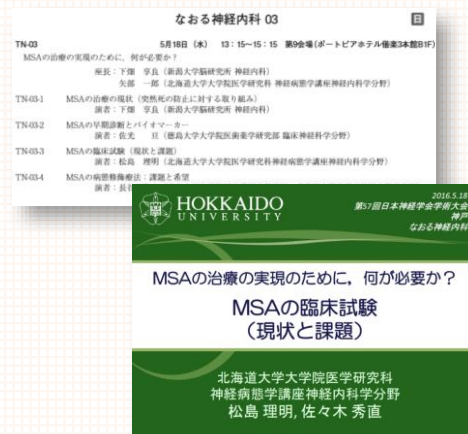 なおる神経内科 03
日
TN-03 5月18日（水） 13：15～15：15 第9会場(ポートピアホテル偕楽3本館B1F)
MSAの治療の実現のために，何が必要か？
座長：下畑 享良（新潟大学脳研究所 神経内科）
矢部 一郎（北海道大学大学院医学研究科 神経病態学講座神経内科学分野）
TN-03-1 MSAの治療の現状（突然死の防止に対する取り組み）
演者：下畑 享良（新潟大学脳研究所 神経内科）
TN-03-2 MSAの早期診断とバイオマーカー
演者：佐光 亘（徳島大学大学院医歯薬学研究部 臨床神経科学分野）
TN-03-3 MSAの臨床試験（現状と課題）
演者：松島 理明（北海道大学大学院医学研究科神経病態学講座神経内科学分野）
TN-03-4 MSAの病態修飾療法：課題と希望
演者：長谷
HOKKAIDO
UNIVERSITY
2016.5.18
第57回日本神経学会学術大会
神戸
なおる神経内科
MSAの治療の実現のために，何が必要か？
MSAの臨床試験
（現状と課題）
北海道大学大学院医学研究科
神経病態学講座神経内科学分野
松島 理明, 佐々木 秀直